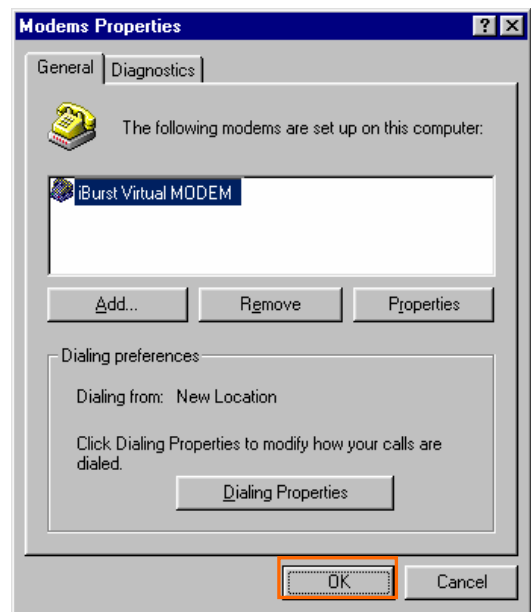 Modems Properties
General Diagnostics
The following modems are set up on this computer:
iBurst Virtual MODEM
Add... Remove Properties
Dialing preferences
Dialing from: New Location
Click Dialing Properties to modify how your calls are
dialed.
Dialing Properties
OK Cancel